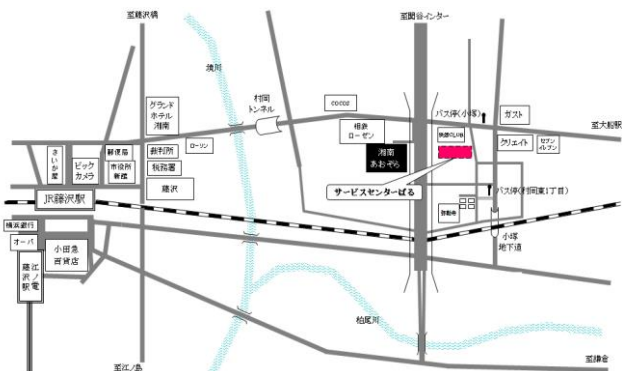 至藤沢橋
至関谷インター
境川
グランド
ホテル
湘南
村岡
トンネル
cocos
相鉄
ローゼン
湘南
あおぞら
バス停(小塚)
ガスト
至大船駅
クリエイト
セブン
イレブン
さいか屋
ビック
カメラ
郵便局
市役所
新館
裁判所
税務署
ローソン
藤沢
JR藤沢駅
サービスセンターぱる
バス停(村岡東1丁目)
弥勒寺
小塚
地下道
横浜銀行
オーパ
小田急
百貨店
江ノ電
藤沢駅
柏尾川
至江ノ島
至鎌倉